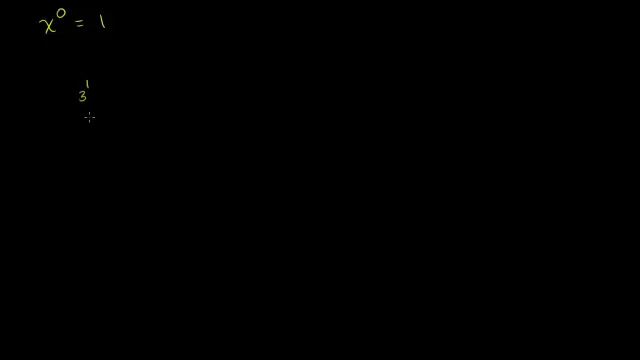 x⁰ = 1
3¹